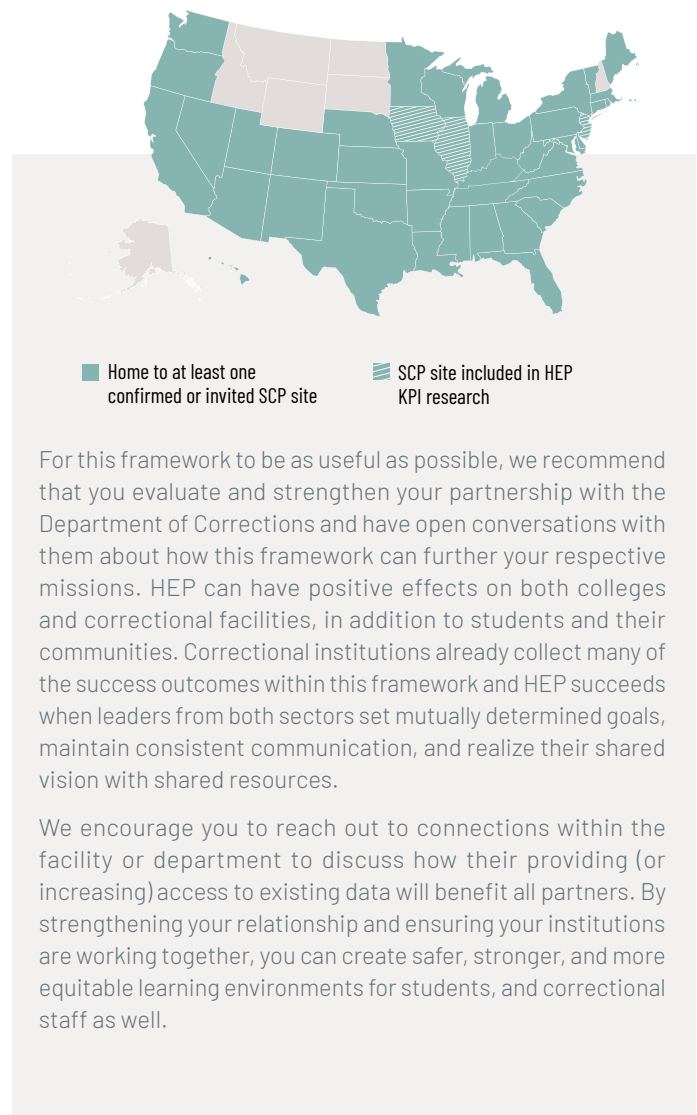 Home to at least one
confirmed or invited SCP site
SCP site included in HEP
KPI research
For this framework to be as useful as possible, we recommend
that you evaluate and strengthen your partnership with the
Department of Corrections and have open conversations with
them about how this framework can further your respective
missions. HEP can have positive effects on both colleges
and correctional facilities, in addition to students and their
communities. Correctional institutions already collect many of
the success outcomes within this framework and HEP succeeds
when leaders from both sectors set mutually determined goals,
maintain consistent communication, and realize their shared
vision with shared resources.
We encourage you to reach out to connections within the
facility or department to discuss how their providing (or
increasing) access to existing data will benefit all partners. By
strengthening your relationship and ensuring your institutions
are working together, you can create safer, stronger, and more
equitable learning environments for students, and correctional
staff as well.